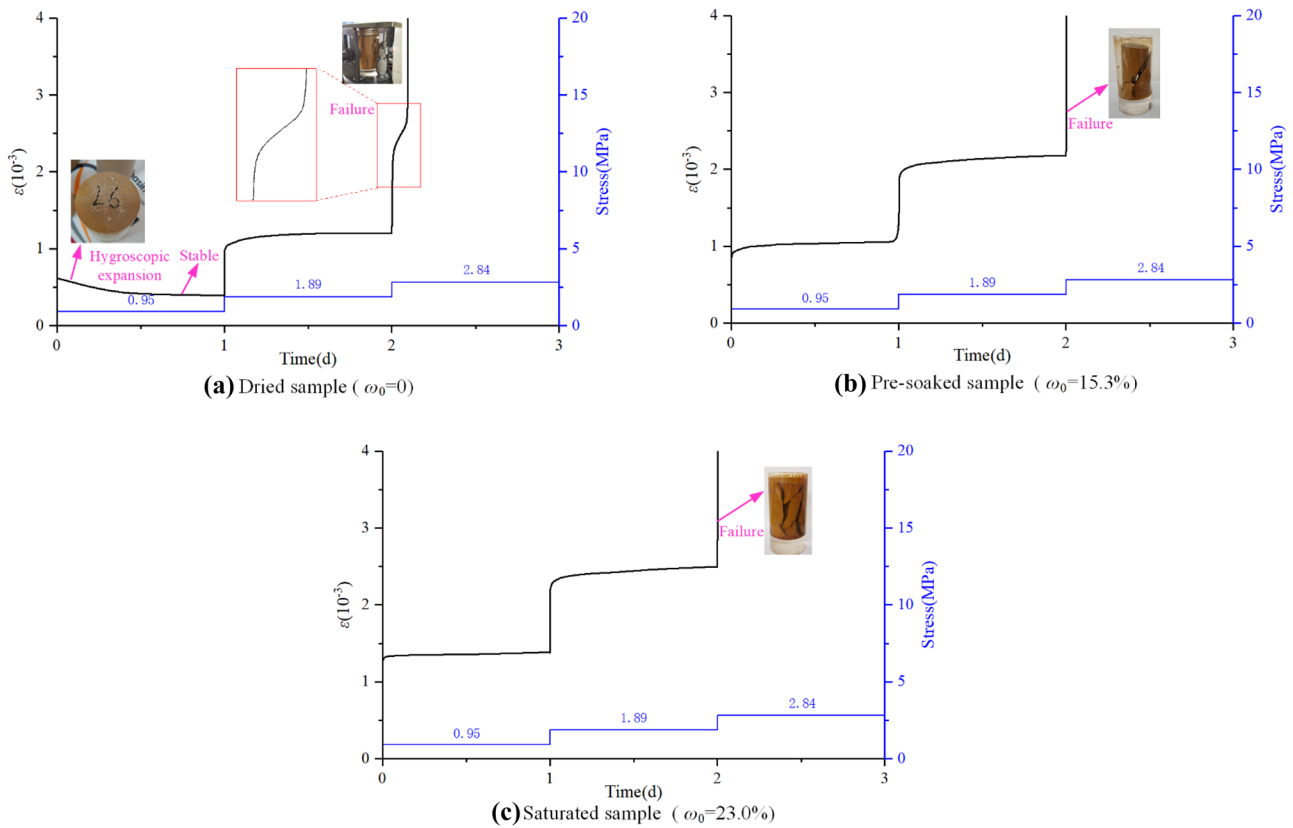 4
3
2
1
0
ε(10⁻³)
20
15
10
5
0
Stress(MPa)
Failure
L6
Hygroscopic
expansion
Stable
0.95
1.89
2.84
0
1
2
3
Time(d)
(a) Dried sample ( ω₀=0)
4
3
2
1
0
ε(10⁻³)
20
15
10
5
0
Stress(MPa)
Failure
0.95
1.89
2.84
0
1
2
3
Time(d)
(b) Pre-soaked sample ( ω₀=15.3%)
4
3
2
1
0
ε(10⁻³)
20
15
10
5
0
Stress(MPa)
Failure
0.95
1.89
2.84
0
1
2
3
Time(d)
(c) Saturated sample ( ω₀=23.0%)